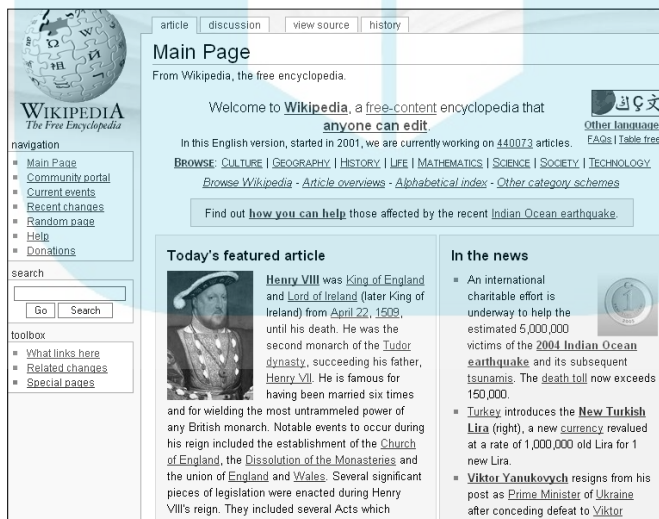 article discussion view source history
Main Page
From Wikipedia, the free encyclopedia.
WIKIPEDIA
The Free Encyclopedia
navigation
Main Page
Community portal
Current events
Recent changes
Random page
Help
Donations
search
Go Search
toolbox
What links here
Related changes
Special pages
Welcome to Wikipedia, a free-content encyclopedia that
anyone can edit.
In this English version, started in 2001, we are currently working on 440073 articles.
Other language
FAQs | Table free
BROWSE: CULTURE | GEOGRAPHY | HISTORY | LIFE | MATHEMATICS | SCIENCE | SOCIETY | TECHNOLOGY
Browse Wikipedia - Article overviews - Alphabetical index - Other category schemes
Find out how you can help those affected by the recent Indian Ocean earthquake.
Today's featured article
Henry VIII was King of England
and Lord of Ireland (later King of
Ireland) from April 22, 1509,
until his death. He was the
second monarch of the Tudor
dynasty, succeeding his father,
Henry VII. He is famous for
having been married six times
and for wielding the most untrammeled power of
any British monarch. Notable events to occur during
his reign included the establishment of the Church
of England, the Dissolution of the Monasteries and
the union of England and Wales. Several significant
pieces of legislation were enacted during Henry
VIII's reign. They included several Acts which
In the news
An international
charitable effort is
underway to help the
estimated 5,000,000
victims of the 2004 Indian Ocean
earthquake and its subsequent
tsunamis. The death toll now exceeds
150,000.
Turkey introduces the New Turkish
Lira (right), a new currency revalued
at a rate of 1,000,000 old Lira for 1
new Lira.
Viktor Yanukovych resigns from his
post as Prime Minister of Ukraine
after conceding defeat to Viktor